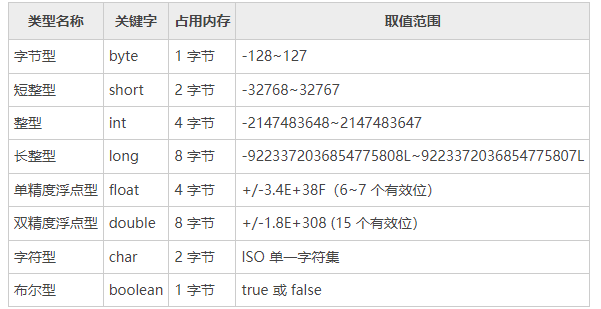 类型名称 关键字 占用内存 取值范围
字节型 byte 1 字节 -128~127
短整型 short 2 字节 -32768~32767
整型 int 4 字节 -2147483648~2147483647
长整型 long 8 字节 -9223372036854775808L~9223372036854775807L
单精度浮点型 float 4 字节 +/-3.4E+38F（6~7 个有效位）
双精度浮点型 double 8 字节 +/-1.8E+308 (15 个有效位）
字符型 char 2 字节 ISO 单一字符集
布尔型 boolean 1 字节 true 或 false